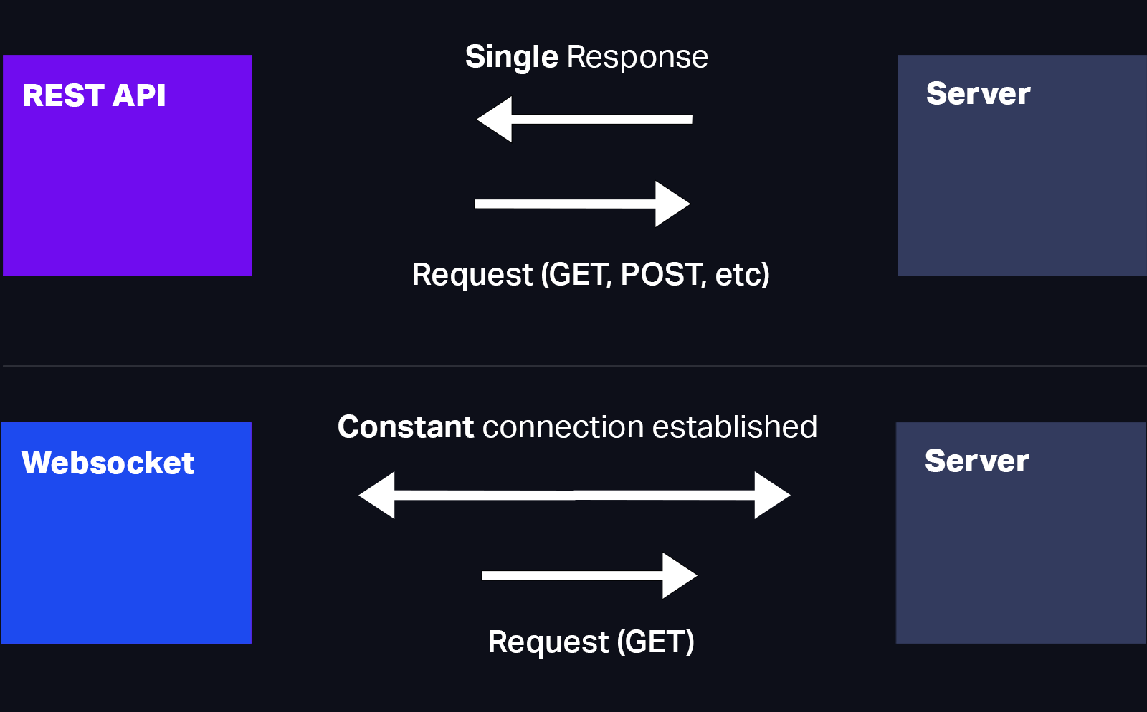 Single Response
REST API
Server
Request (GET, POST, etc)
Constant connection established
Websocket
Server
Request (GET)